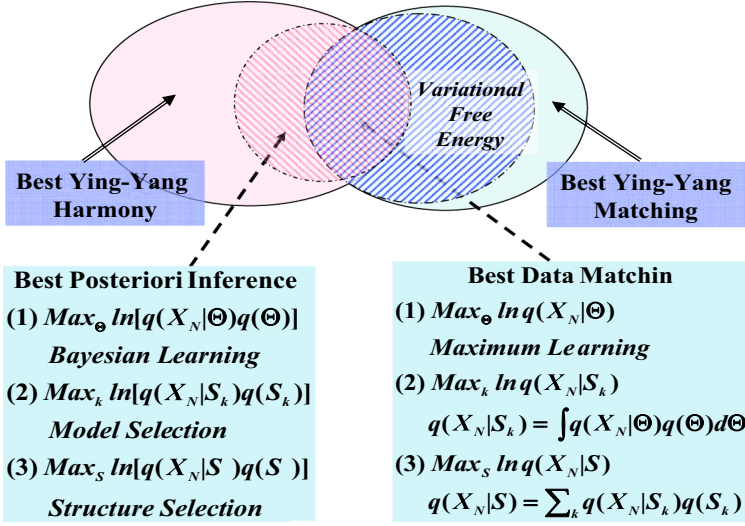 Variational
Free
Energy
Best Ying-Yang
Harmony
Best Ying-Yang
Matching
Best Posteriori Inference
(1) Max_Θ ln[q(X_N|Θ)q(Θ)]
Bayesian Learning
(2) Max_k ln[q(X_N|S_k)q(S_k)]
Model Selection
(3) Max_S ln[q(X_N|S )q(S )]
Structure Selection
Best Data Matchin
(1) Max_Θ ln q(X_N|Θ)
Maximum Learning
(2) Max_k ln q(X_N|S_k)
q(X_N|S_k) = ∫q(X_N|Θ)q(Θ)dΘ
(3) Max_S ln q(X_N|S)
q(X_N|S) = ∑_k q(X_N|S_k)q(S_k)